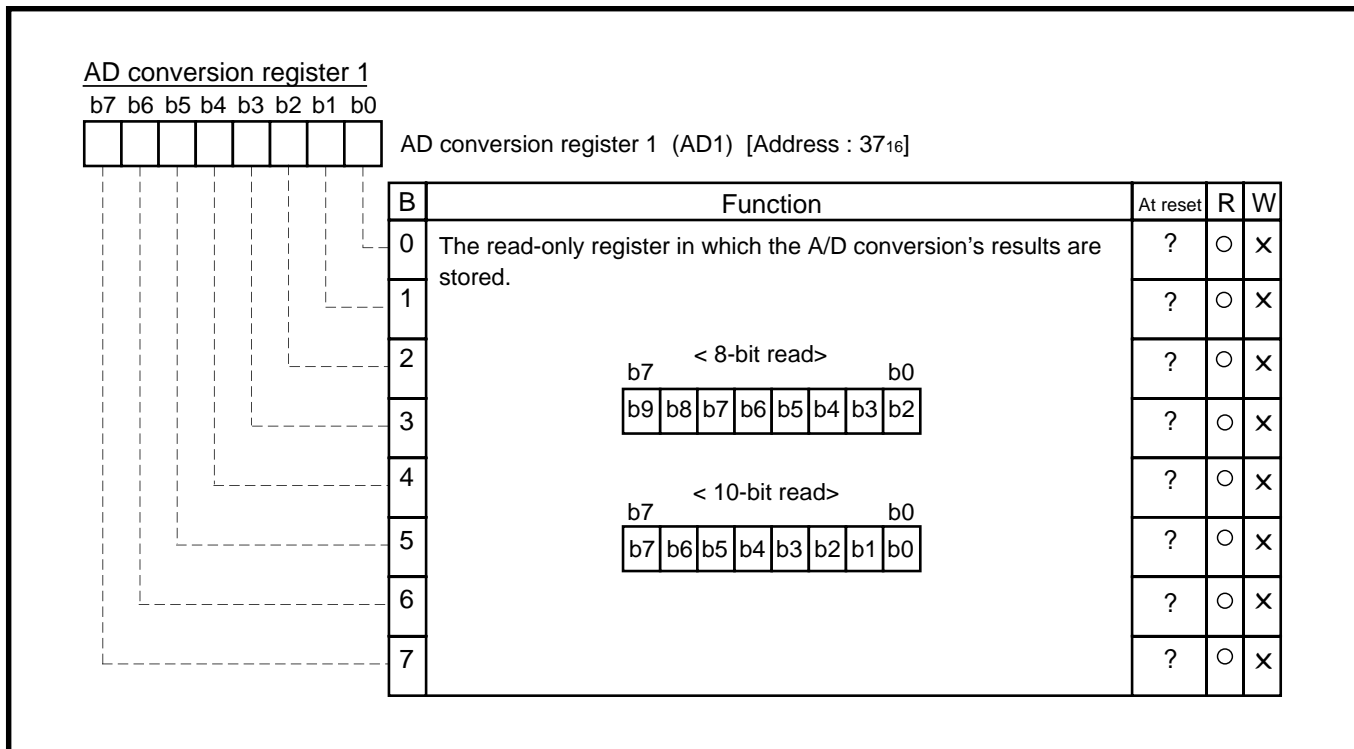 AD conversion register 1
b7 b6 b5 b4 b3 b2 b1 b0
AD conversion register 1 (AD1) [Address : 37₁₆]
B Function At reset R W
0 The read-only register in which the A/D conversion’s results are ? ○ ×
stored.
1 ? ○ ×
2 ? ○ ×
< 8-bit read>
b7 b0
b9 b8 b7 b6 b5 b4 b3 b2
3 ? ○ ×
4 ? ○ ×
< 10-bit read>
b7 b0
5 ? ○ ×
b7 b6 b5 b4 b3 b2 b1 b0
6 ? ○ ×
7 ? ○ ×